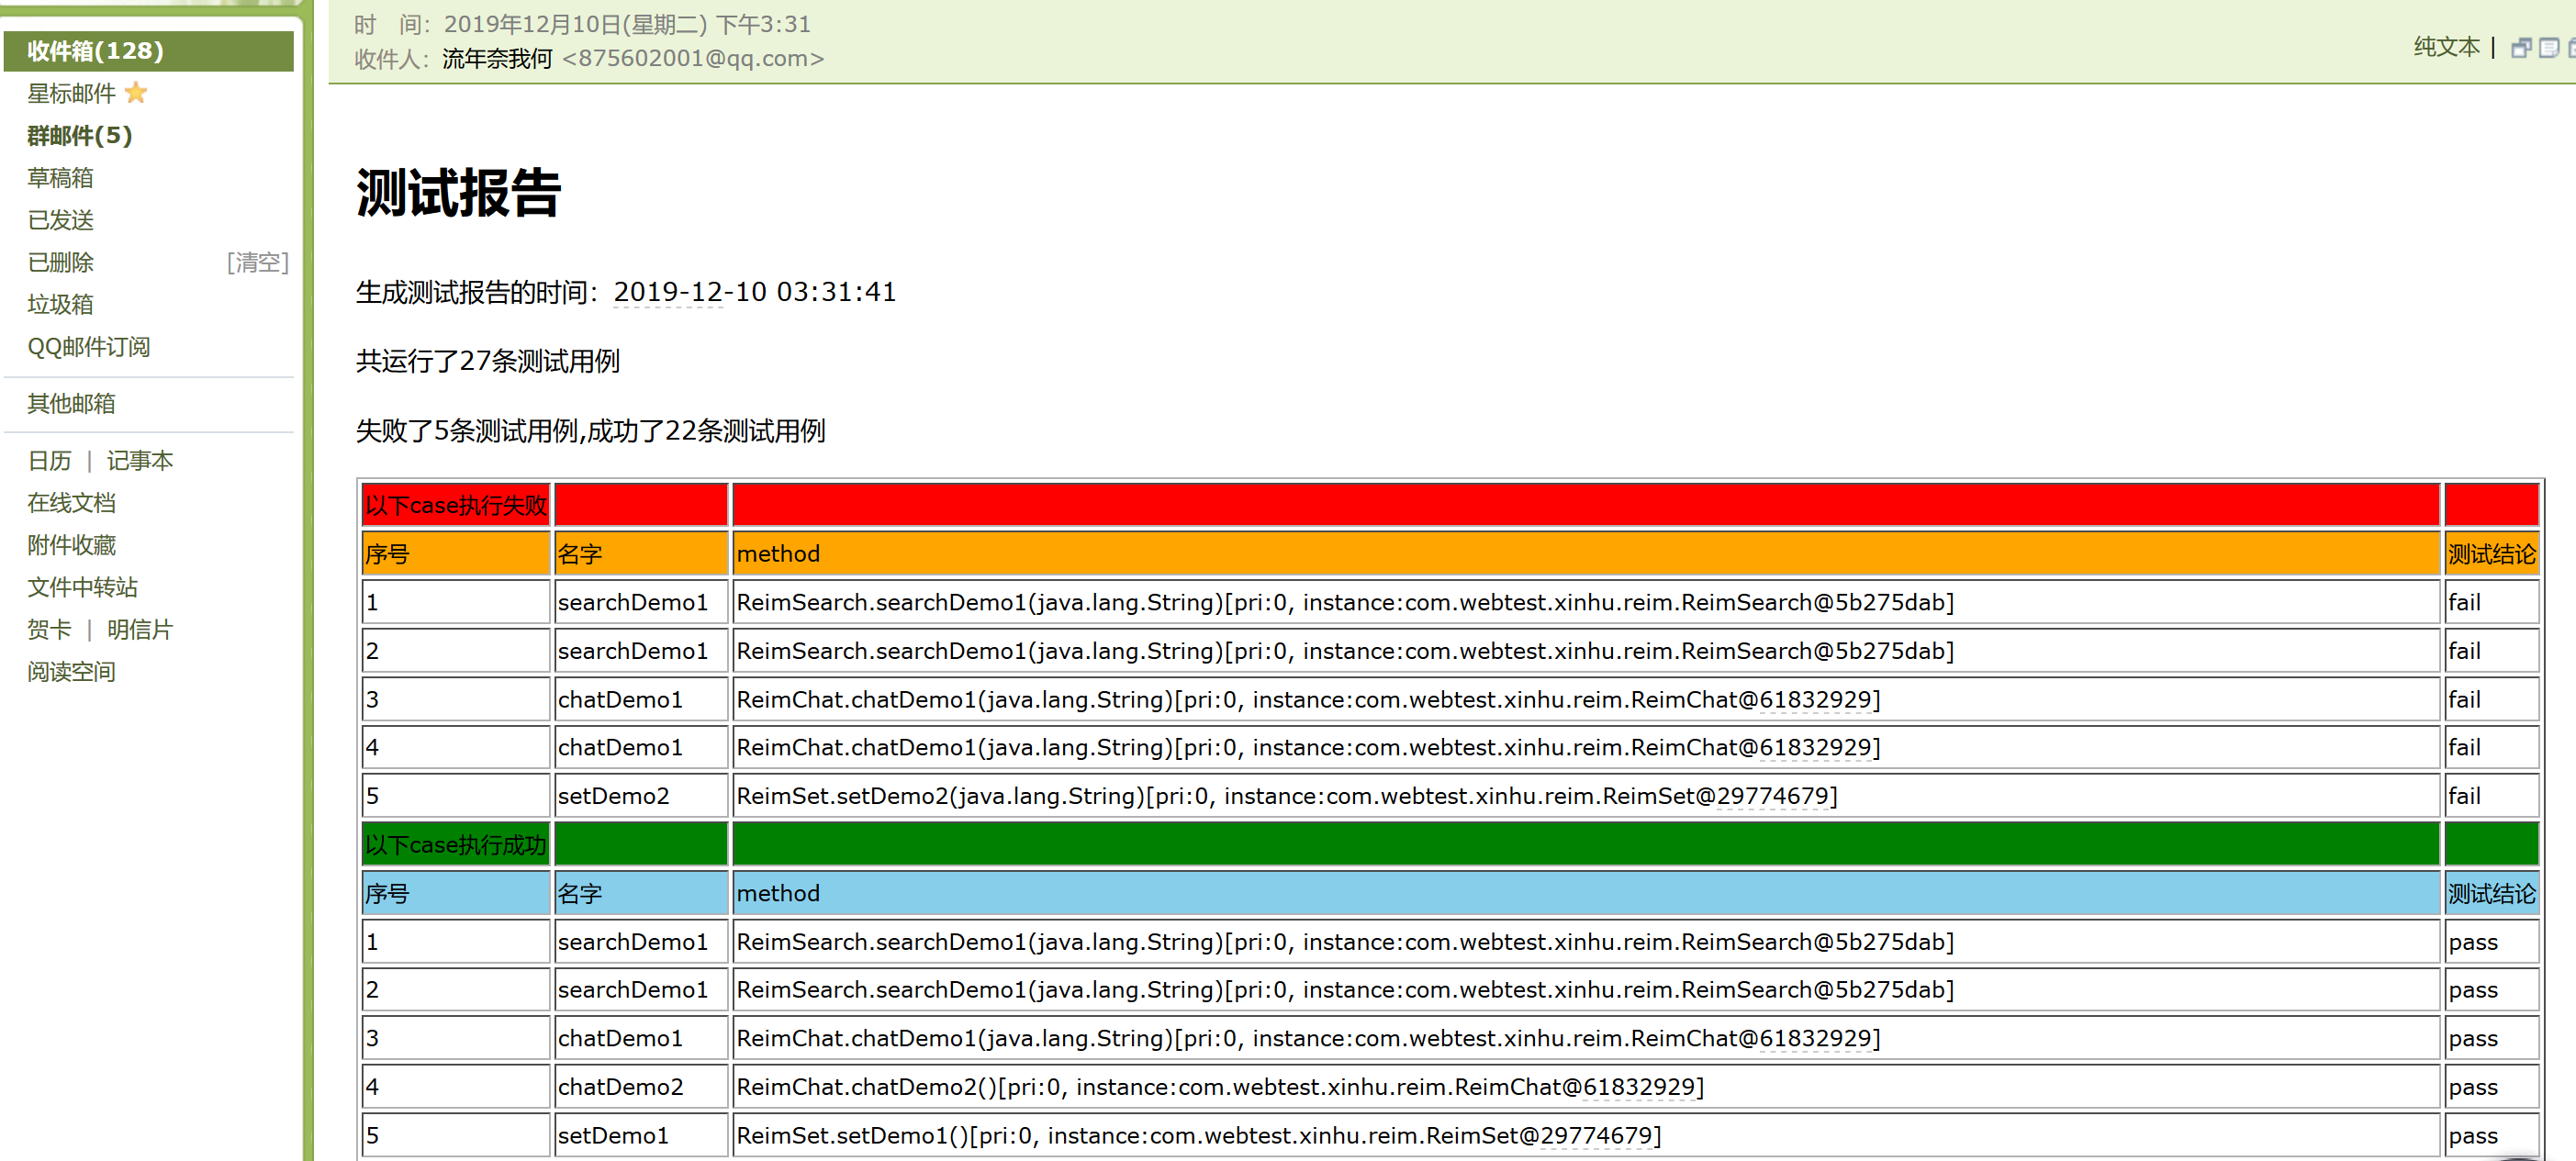 收件箱(128)
星标邮件
群邮件(5)
草稿箱
已发送
已删除 [清空]
垃圾箱
QQ邮件订阅
其他邮箱
日历 | 记事本
在线文档
附件收藏
文件中转站
贺卡 | 明信片
阅读空间
时 间：2019年12月10日(星期二) 下午3:31
收件人：流年奈我何 <875602001@qq.com>
纯文本 |
测试报告
生成测试报告的时间：2019-12-10 03:31:41
共运行了27条测试用例
失败了5条测试用例,成功了22条测试用例
以下case执行失败
序号 名字 method 测试结论
1 searchDemo1 ReimSearch.searchDemo1(java.lang.String)[pri:0, instance:com.webtest.xinhu.reim.ReimSearch@5b275dab] fail
2 searchDemo1 ReimSearch.searchDemo1(java.lang.String)[pri:0, instance:com.webtest.xinhu.reim.ReimSearch@5b275dab] fail
3 chatDemo1 ReimChat.chatDemo1(java.lang.String)[pri:0, instance:com.webtest.xinhu.reim.ReimChat@61832929] fail
4 chatDemo1 ReimChat.chatDemo1(java.lang.String)[pri:0, instance:com.webtest.xinhu.reim.ReimChat@61832929] fail
5 setDemo2 ReimSet.setDemo2(java.lang.String)[pri:0, instance:com.webtest.xinhu.reim.ReimSet@29774679] fail
以下case执行成功
序号 名字 method 测试结论
1 searchDemo1 ReimSearch.searchDemo1(java.lang.String)[pri:0, instance:com.webtest.xinhu.reim.ReimSearch@5b275dab] pass
2 searchDemo1 ReimSearch.searchDemo1(java.lang.String)[pri:0, instance:com.webtest.xinhu.reim.ReimSearch@5b275dab] pass
3 chatDemo1 ReimChat.chatDemo1(java.lang.String)[pri:0, instance:com.webtest.xinhu.reim.ReimChat@61832929] pass
4 chatDemo2 ReimChat.chatDemo2()[pri:0, instance:com.webtest.xinhu.reim.ReimChat@61832929] pass
5 setDemo1 ReimSet.setDemo1()[pri:0, instance:com.webtest.xinhu.reim.ReimSet@29774679] pass